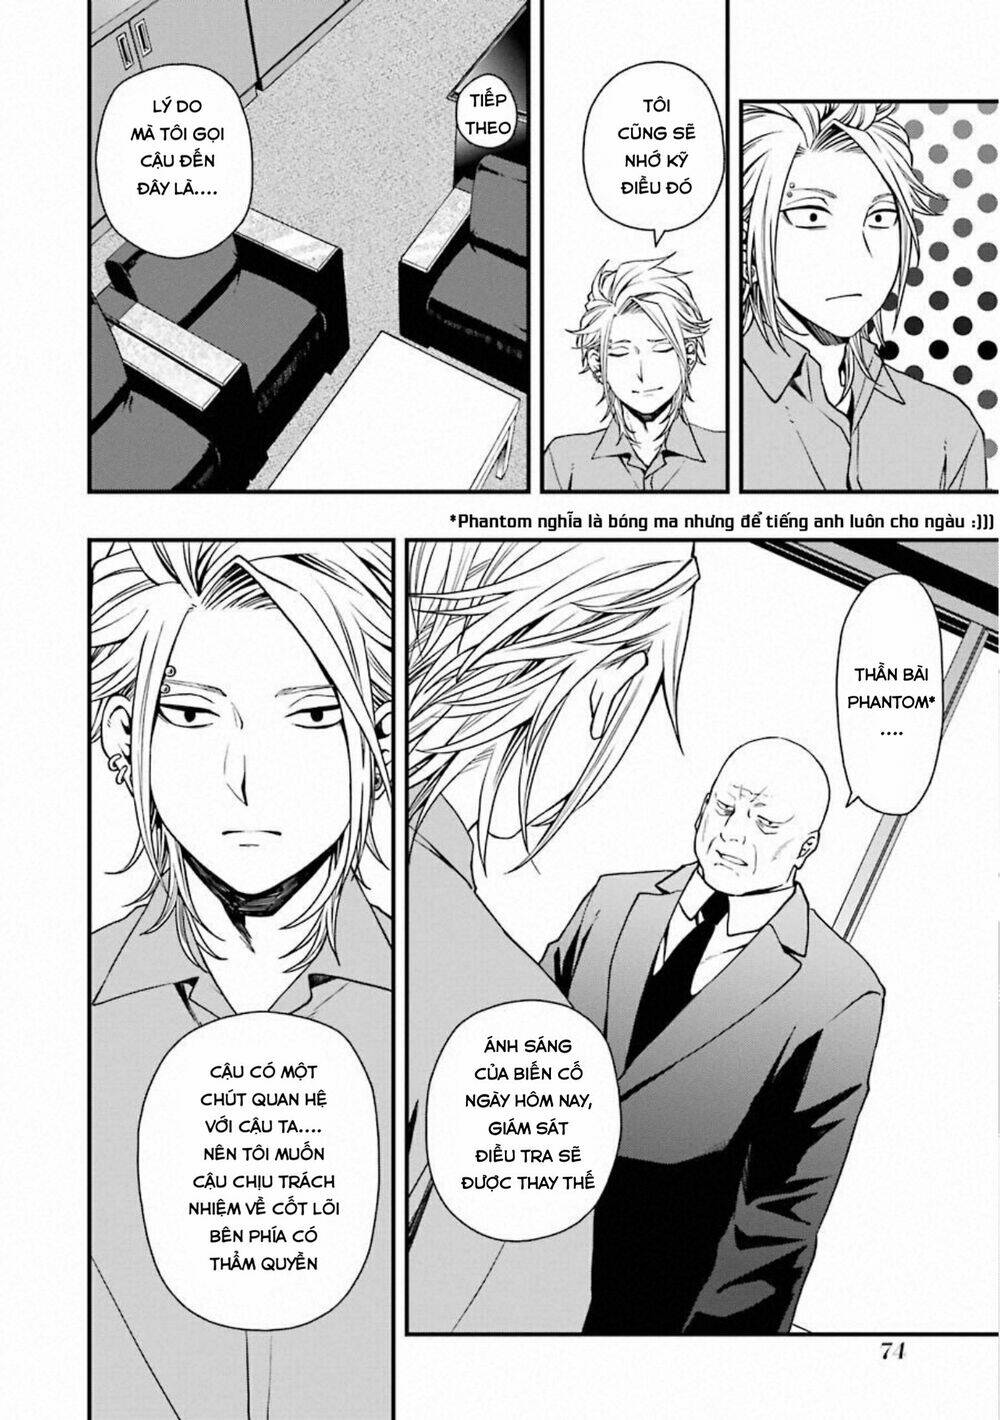 TÔI
CŨNG SẼ
NHỚ KỸ
ĐIỀU ĐÓ
TIẾP
THEO
LÝ DO
MÀ TÔI GỌI
CẬU ĐẾN
ĐÂY LÀ....
*Phantom nghĩa là bóng ma nhưng để tiếng anh luôn cho ngàu :)))
THẦN BÀI
PHANTOM*
....
ÁNH SÁNG
CỦA BIẾN CỐ
NGÀY HÔM NAY,
GIÁM SÁT
ĐIỀU TRA SẼ
ĐƯỢC THAY THẾ
CẬU CÓ MỘT
CHÚT QUAN HỆ
VỚI CẬU TA....
NÊN TÔI MUỐN
CẬU CHỊU TRÁCH
NHIỆM VỀ CỐT LÕI
BÊN PHÍA CÓ
THẨM QUYỀN
74